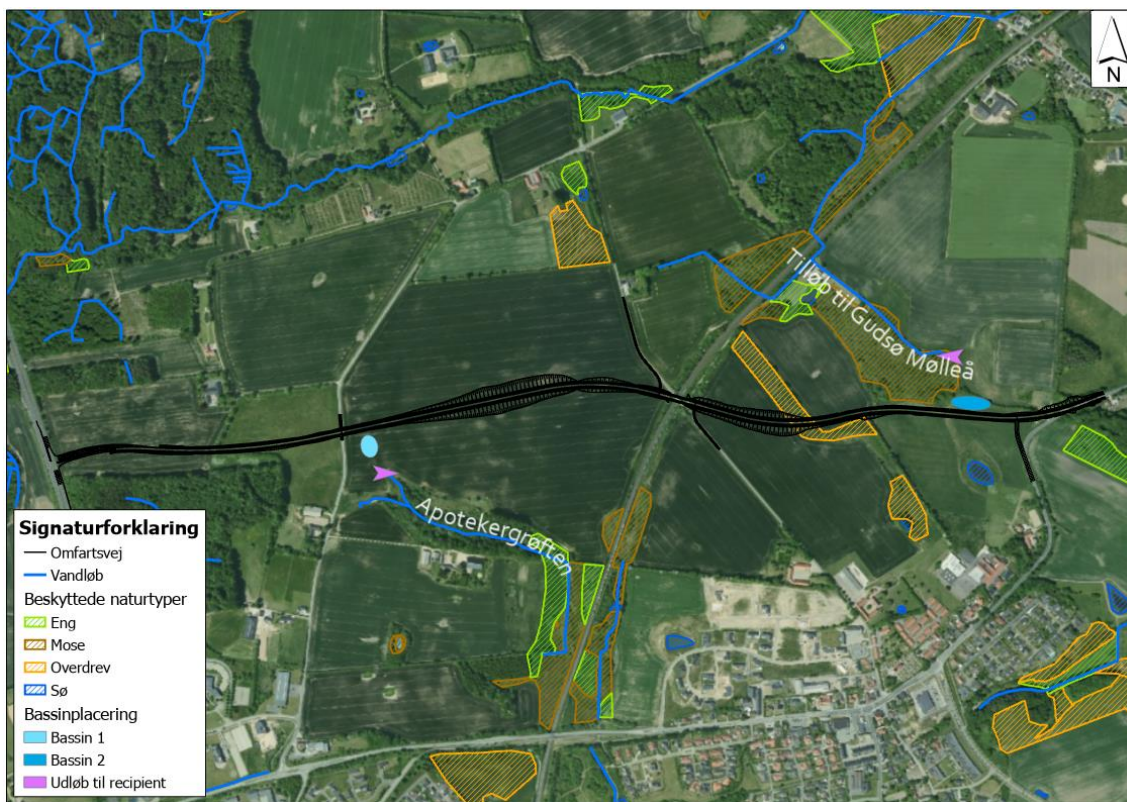 N
Tilløb til Gudsø Mølleå
Apotekergrøften
Signaturforklaring
Omfartsvej
Vandløb
Beskyttede naturtyper
Eng
Mose
Overdrev
Sø
Bassinplacering
Bassin 1
Bassin 2
Udløb til recipient